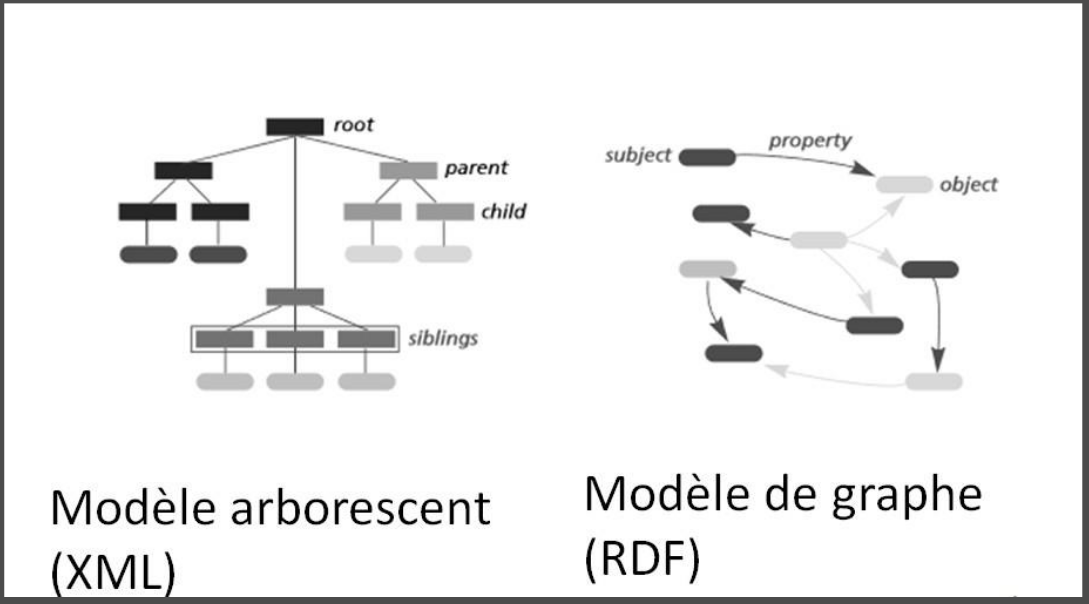 root
parent
child
siblings
subject
property
object
Modèle arborescent
(XML)
Modèle de graphe
(RDF)